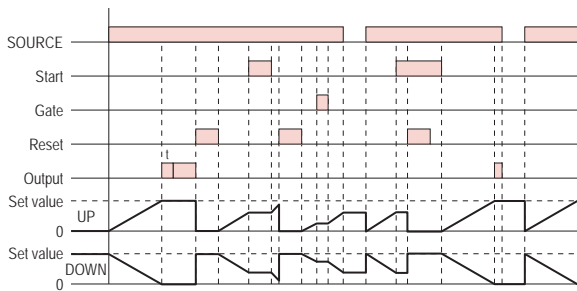 SOURCE
Start
Gate
Reset
t
Output
Set value
UP
0
Set value
DOWN
0